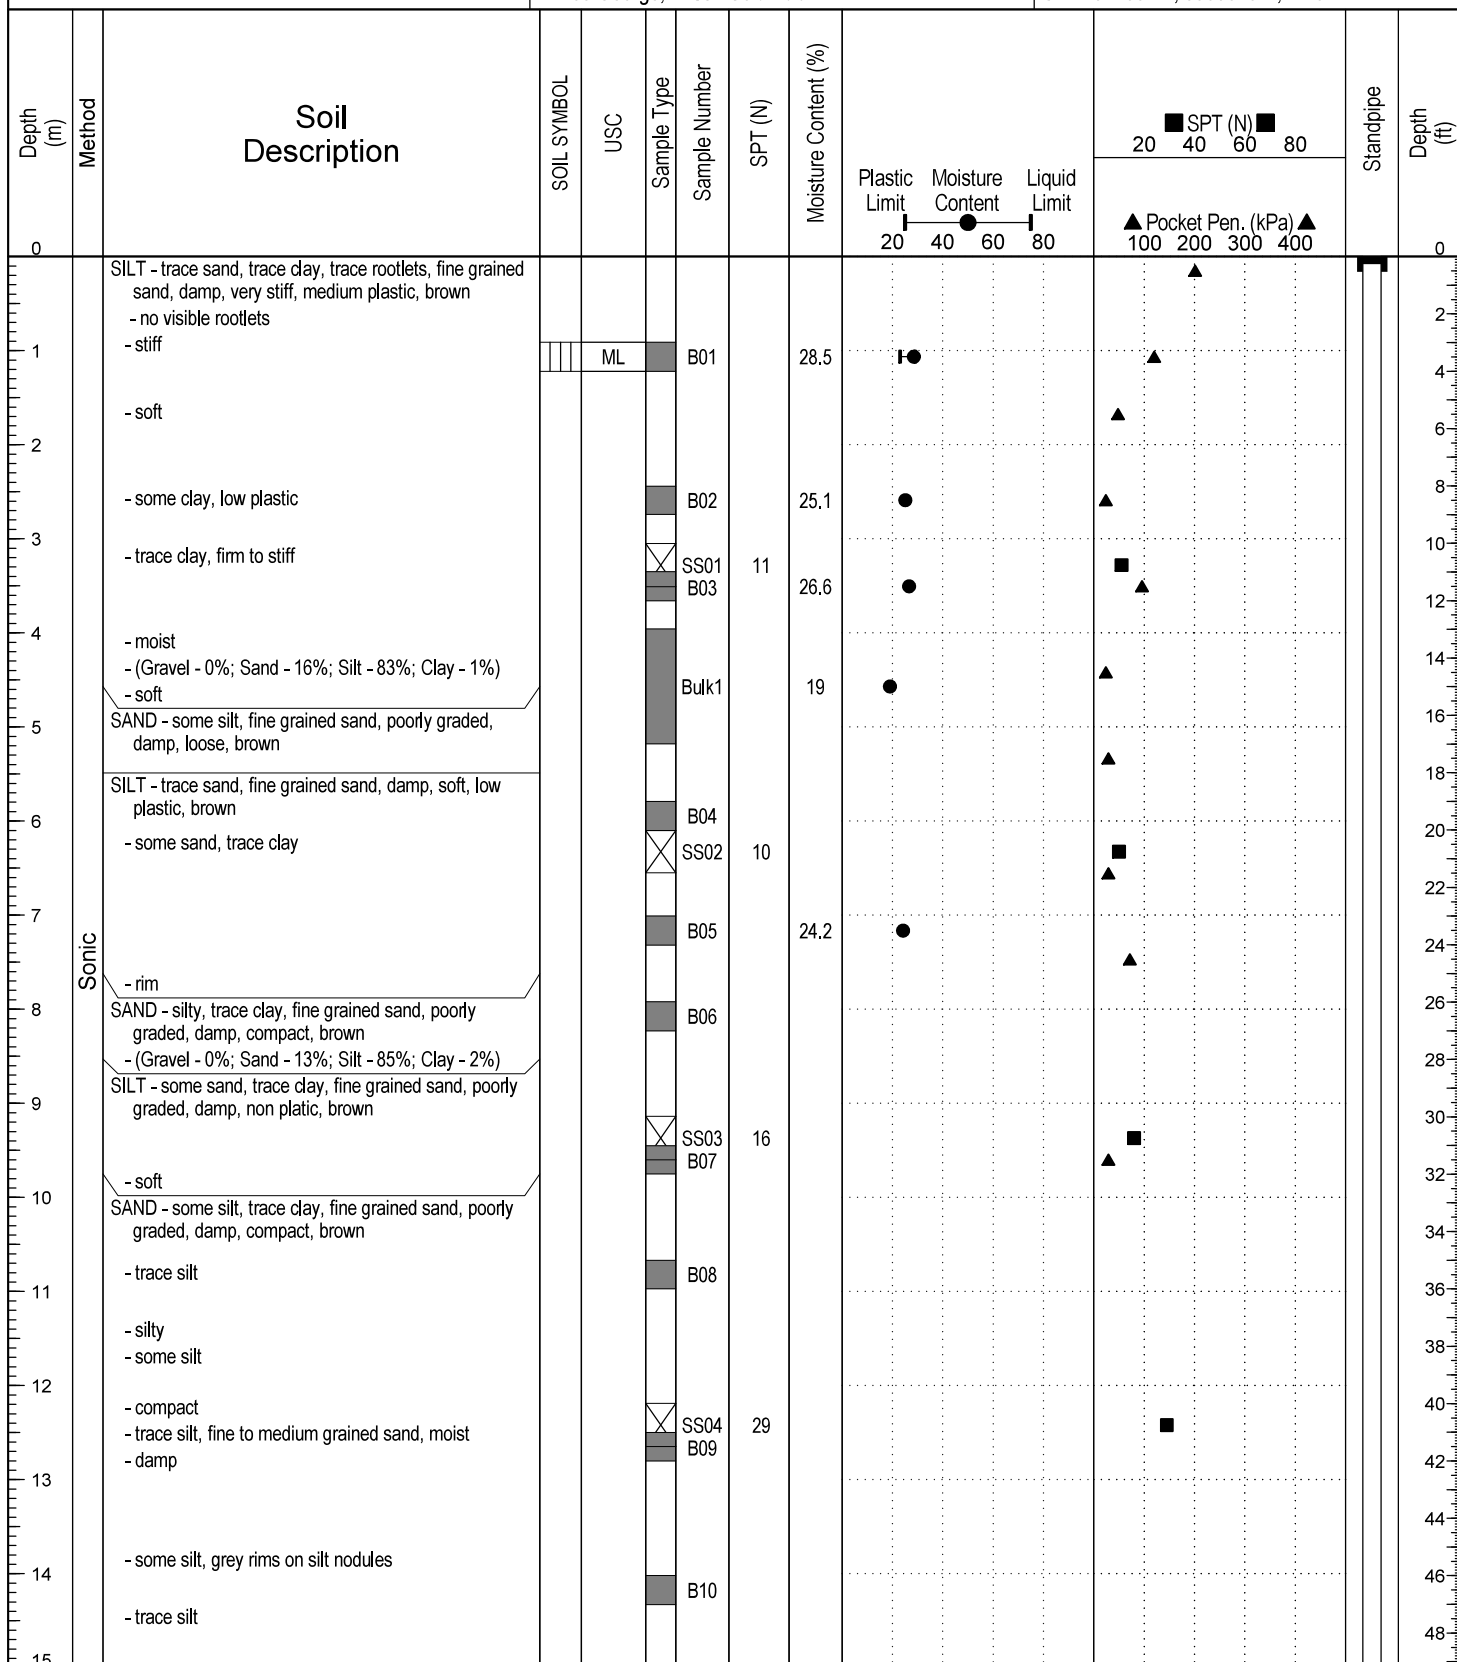 Depth
(m)
Method
Soil
Description
SOIL SYMBOL
USC
Sample Type
Sample Number
SPT (N)
Moisture Content (%)
Plastic
Limit
Moisture
Content
Liquid
Limit
20 40 60 80
■ SPT (N) ■
20 40 60 80
▲ Pocket Pen. (kPa) ▲
100 200 300 400
Standpipe
Depth
(ft)
0
0
SILT - trace sand, trace clay, trace rootlets, fine grained
sand, damp, very stiff, medium plastic, brown
- no visible rootlets
2
- stiff
1
ML
B01
28.5
4
- soft
6
2
- some clay, low plastic
B02
25.1
8
3
10
- trace clay, firm to stiff
SS01
11
B03
26.6
12
4
- moist
- (Gravel - 0%; Sand - 16%; Silt - 83%; Clay - 1%)
14
- soft
Bulk1
19
16
5
SAND - some silt, fine grained sand, poorly graded,
damp, loose, brown
18
SILT - trace sand, fine grained sand, damp, soft, low
plastic, brown
B04
6
20
- some sand, trace clay
SS02
10
22
7
B05
24.2
24
Sonic
- rim
26
8
SAND - silty, trace clay, fine grained sand, poorly
graded, damp, compact, brown
B06
- (Gravel - 0%; Sand - 13%; Silt - 85%; Clay - 2%)
28
SILT - some sand, trace clay, fine grained sand, poorly
graded, damp, non platic, brown
9
30
SS03
16
B07
32
- soft
10
SAND - some silt, trace clay, fine grained sand, poorly
graded, damp, compact, brown
34
- trace silt
B08
11
36
- silty
38
- some silt
12
- compact
40
- trace silt, fine to medium grained sand, moist
SS04
29
B09
- damp
42
13
44
- some silt, grey rims on silt nodules
14
46
B10
- trace silt
48
15